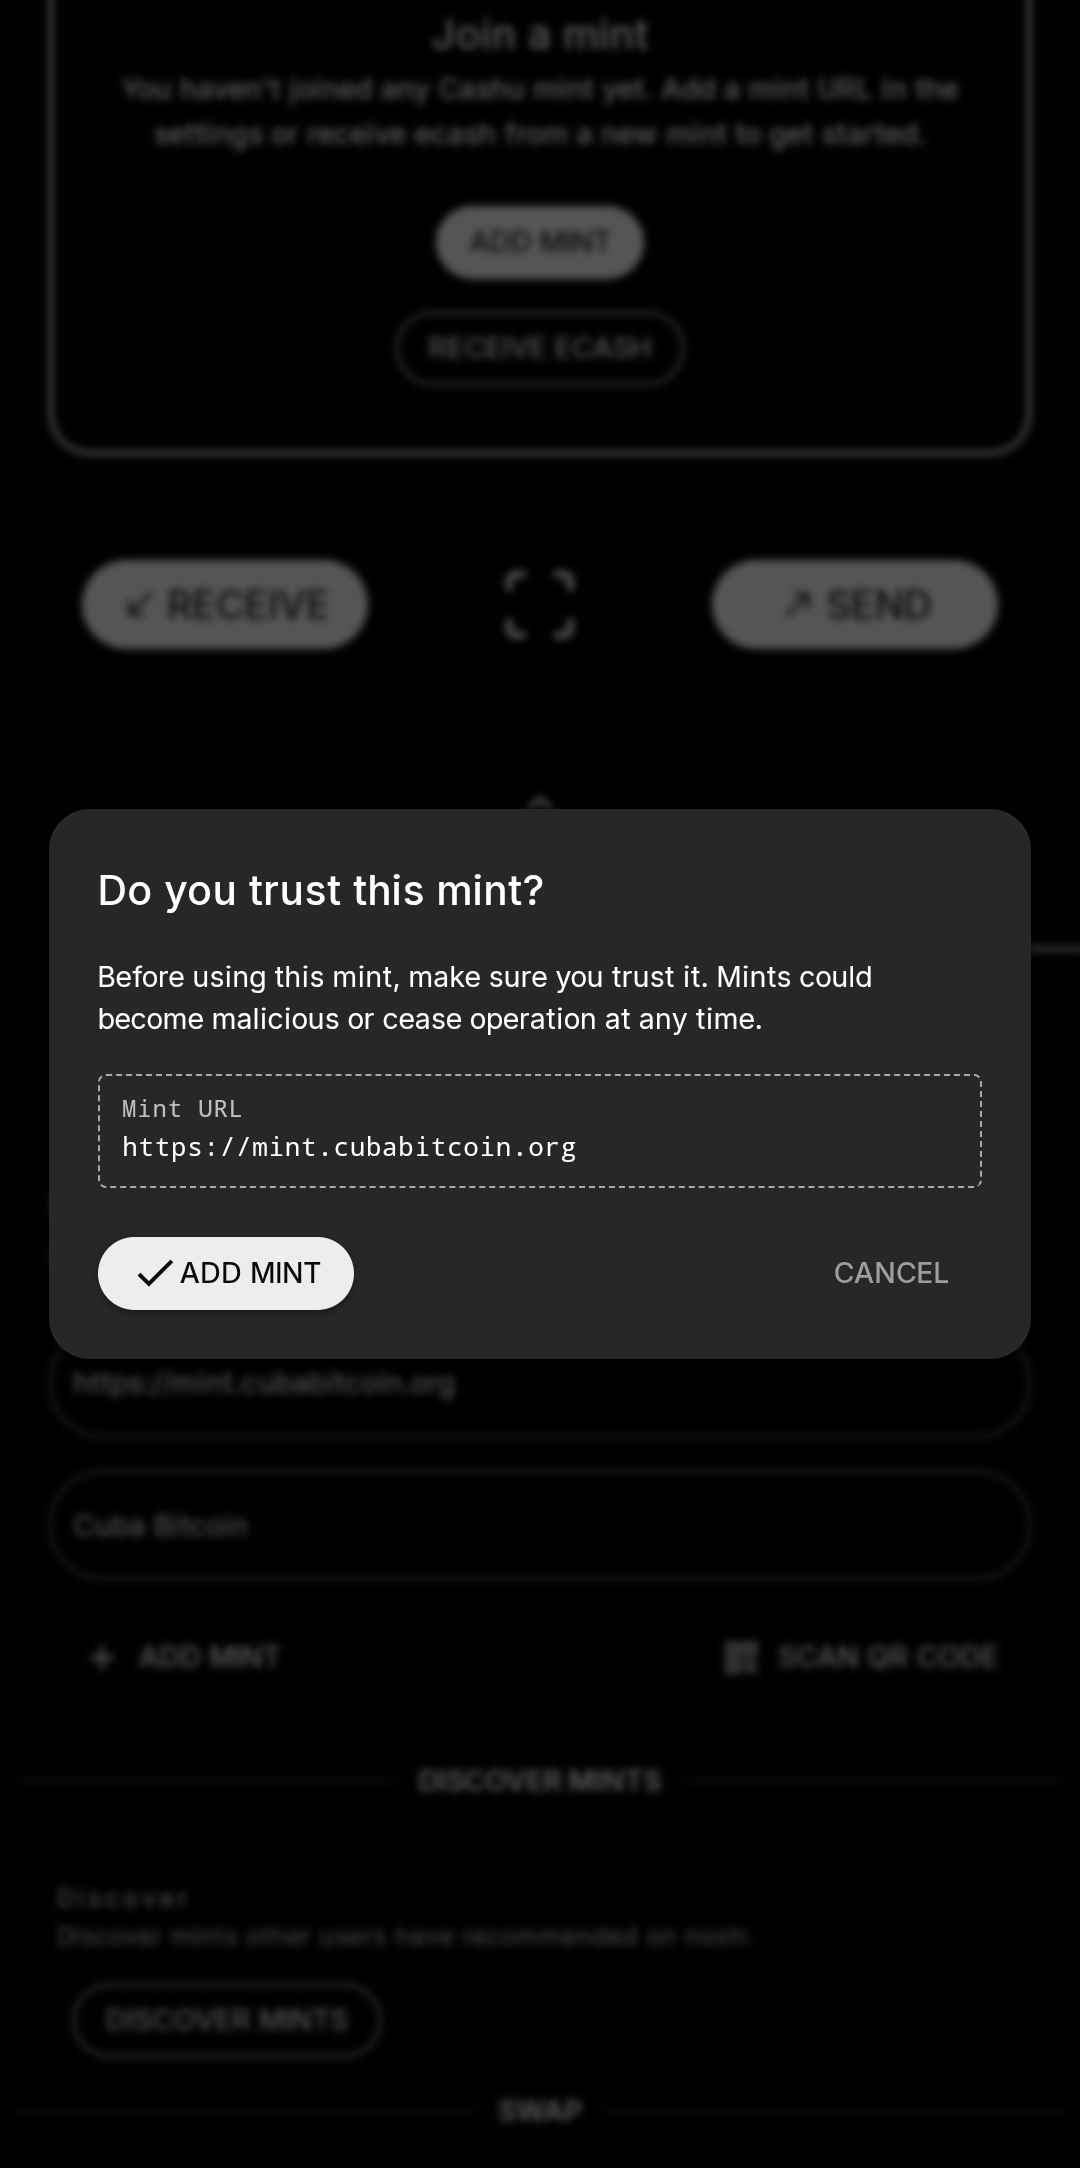 Join a mint
You haven't joined any Cashu mint yet. Add a mint URL in the
settings or receive ecash from a new mint to get started.
ADD MINT
RECEIVE ECASH
RECEIVE
SEND
Do you trust this mint?
Before using this mint, make sure you trust it. Mints could
become malicious or cease operation at any time.
Mint URL
https://mint.cubabitcoin.org
ADD MINT
CANCEL
https://mint.cubabitcoin.org
Cuba Bitcoin
ADD MINT
SCAN QR CODE
DISCOVER MINTS
Discover
Discover mints other users have recommended on nostr.
DISCOVER MINTS
SWAP